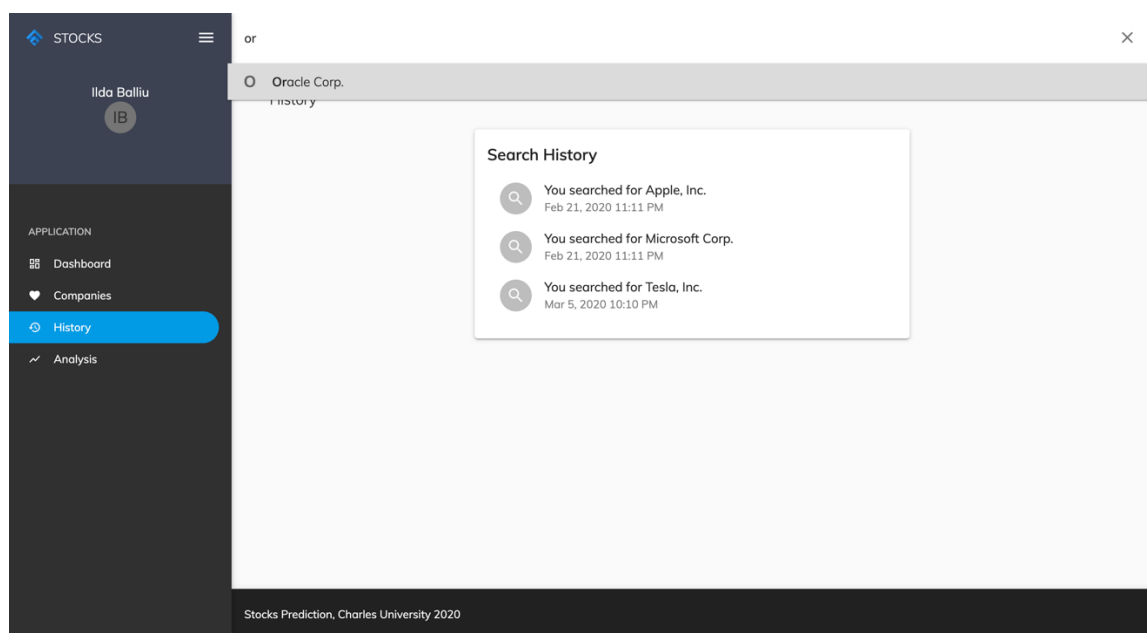 STOCKS
Ilda Balliu
IB
APPLICATION
Dashboard
Companies
History
Analysis
or
O Oracle Corp.
History
Search History
You searched for Apple, Inc.
Feb 21, 2020 11:11 PM
You searched for Microsoft Corp.
Feb 21, 2020 11:11 PM
You searched for Tesla, Inc.
Mar 5, 2020 10:10 PM
Stocks Prediction, Charles University 2020